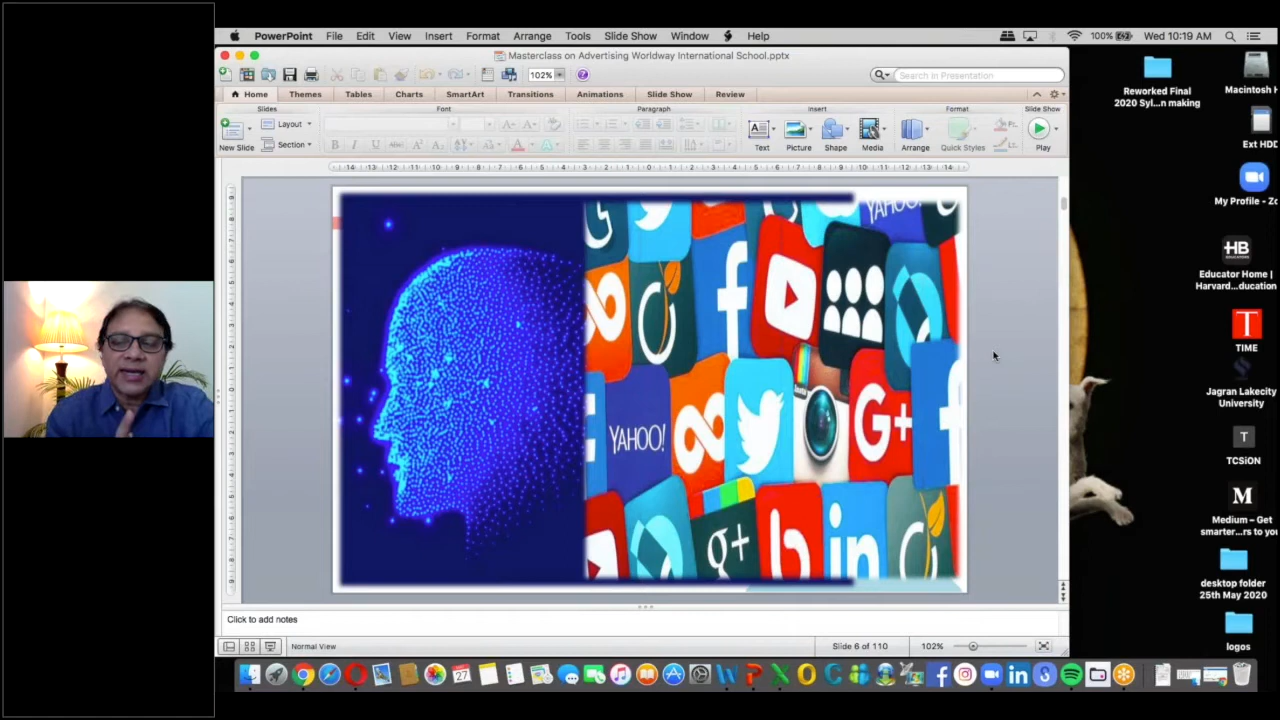 PowerPoint File Edit View Insert Format Arrange Tools Slide Show Window Help 100% Wed 10:19 AM
Masterclass on Advertising Worldway International School.pptx
102% Search in Presentation
Home Themes Tables Charts SmartArt Transitions Animations Slide Show Review
Slides Font Paragraph Insert Format Slide Show
Layout
Section
New Slide
Text Picture Shape Media Arrange Quick Styles Play
YAHOO!
f
YAHOO!
G+
f
g+
b
in
Click to add notes
Normal View Slide 6 of 110 102%
Reworked Final
2020 Syl...n making
Macintosh H
Ext HDD
My Profile - Zo
HB
Educator Home |
Harvard...ducation
T
TIME
Jagran Lakecity
University
T
TCSiON
M
Medium – Get
smarter...rs to you
desktop folder
25th May 2020
logos
27